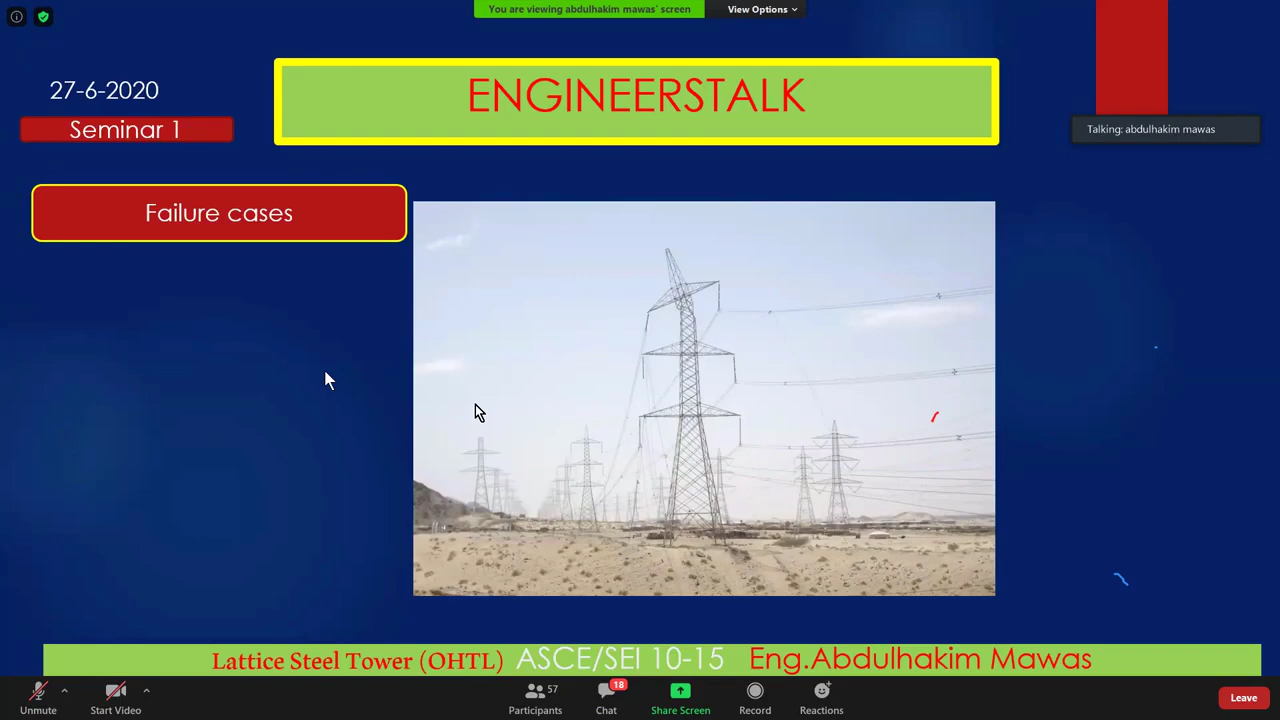 You are viewing abdulhakim mawas' screen
View Options
27-6-2020
ENGINEERSTALK
Seminar 1
Talking: abdulhakim mawas
Failure cases
Lattice Steel Tower (OHTL) ASCE/SEI 10-15 Eng.Abdulhakim Mawas
57
18
Unmute
Start Video
Participants
Chat
Share Screen
Record
Reactions
Leave